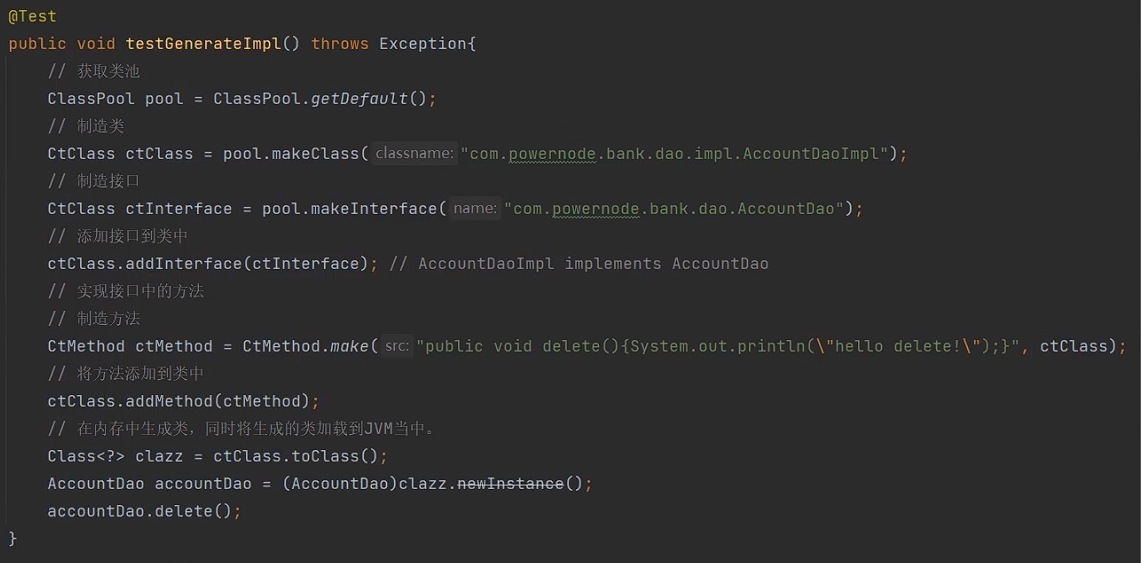 @Test
public void testGenerateImpl() throws Exception{
// 获取类池
ClassPool pool = ClassPool.getDefault();
// 制造类
CtClass ctClass = pool.makeClass( classname: "com.powernode.bank.dao.impl.AccountDaoImpl");
// 制造接口
CtClass ctInterface = pool.makeInterface( name: "com.powernode.bank.dao.AccountDao");
// 添加接口到类中
ctClass.addInterface(ctInterface); // AccountDaoImpl implements AccountDao
// 实现接口中的方法
// 制造方法
CtMethod ctMethod = CtMethod.make( src: "public void delete(){System.out.println(\"hello delete!\");}", ctClass);
// 将方法添加到类中
ctClass.addMethod(ctMethod);
// 在内存中生成类，同时将生成的类加载到JVM当中。
Class<?> clazz = ctClass.toClass();
AccountDao accountDao = (AccountDao)clazz.newInstance();
accountDao.delete();
}